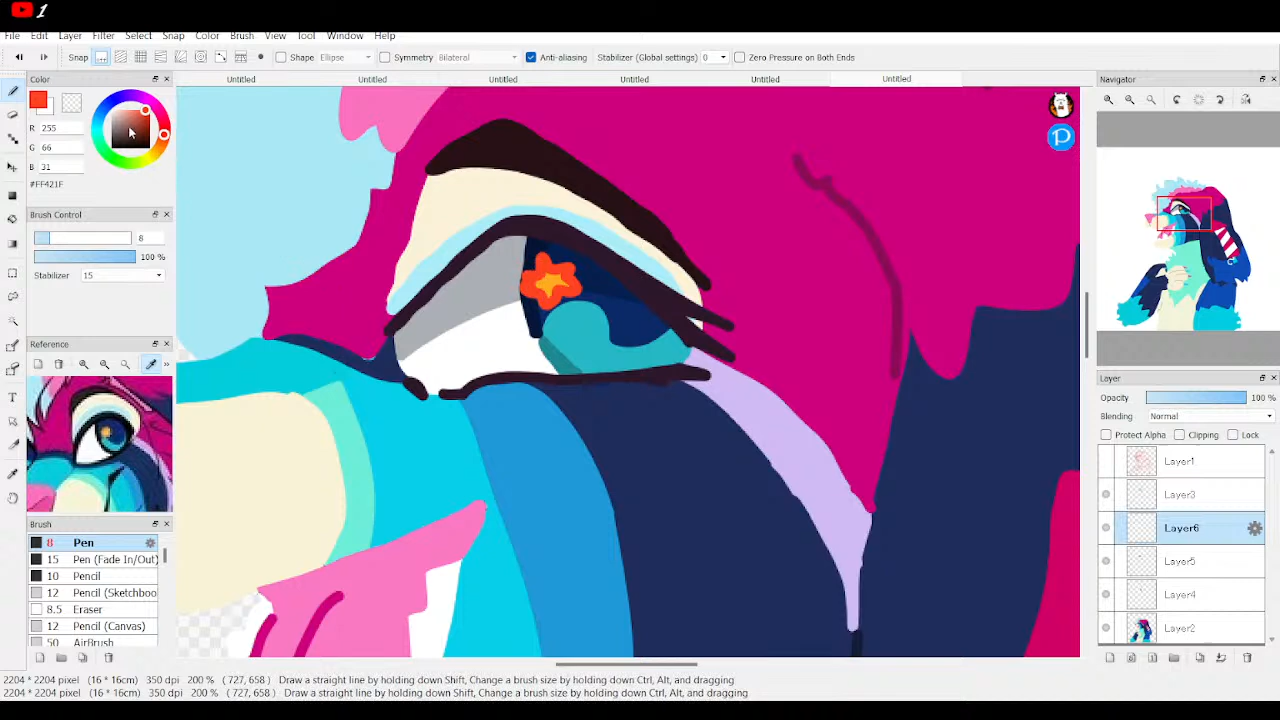 1
File Edit Layer Filter Select Snap Color Brush View Tool Window Help
Snap Shape Ellipse Symmetry Bilateral Anti-aliasing Stabilizer (Global settings) 0 Zero Pressure on Both Ends
Color
Untitled Untitled Untitled Untitled Untitled Untitled
Navigator
R 255
G 66
B 31
#FF421F
Brush Control
8
100 %
Stabilizer 15
Reference
Layer
Opacity 100 %
Blending Normal
Protect Alpha Clipping Lock
Layer1
Layer3
Layer6
Layer5
Layer4
Layer2
Brush
8 Pen
15 Pen (Fade In/Out)
10 Pencil
12 Pencil (Sketchboo
8.5 Eraser
12 Pencil (Canvas)
50 AirBrush
2204 * 2204 pixel (16 * 16cm) 350 dpi 200 % ( 727, 658) Draw a straight line by holding down Shift, Change a brush size by holding down Ctrl, Alt, and dragging
2204 * 2204 pixel (16 * 16cm) 350 dpi 200 % ( 727, 658) Draw a straight line by holding down Shift, Change a brush size by holding down Ctrl, Alt, and dragging